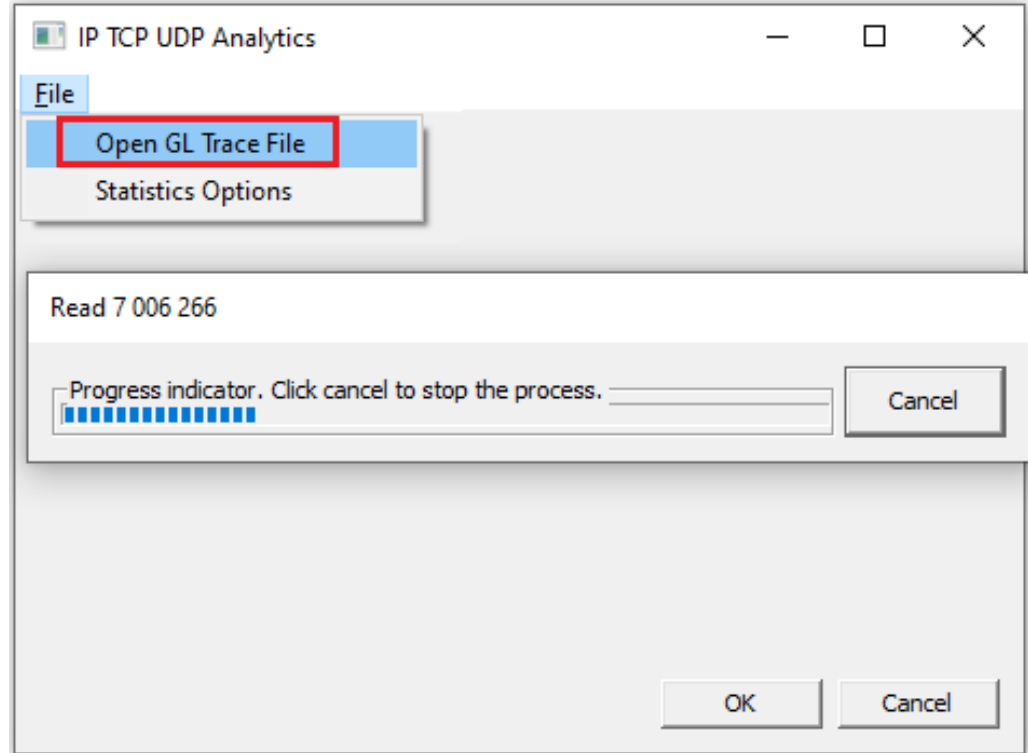 IP TCP UDP Analytics
File
Open GL Trace File
Statistics Options
Read 7 006 266
Progress indicator. Click cancel to stop the process.
Cancel
OK
Cancel